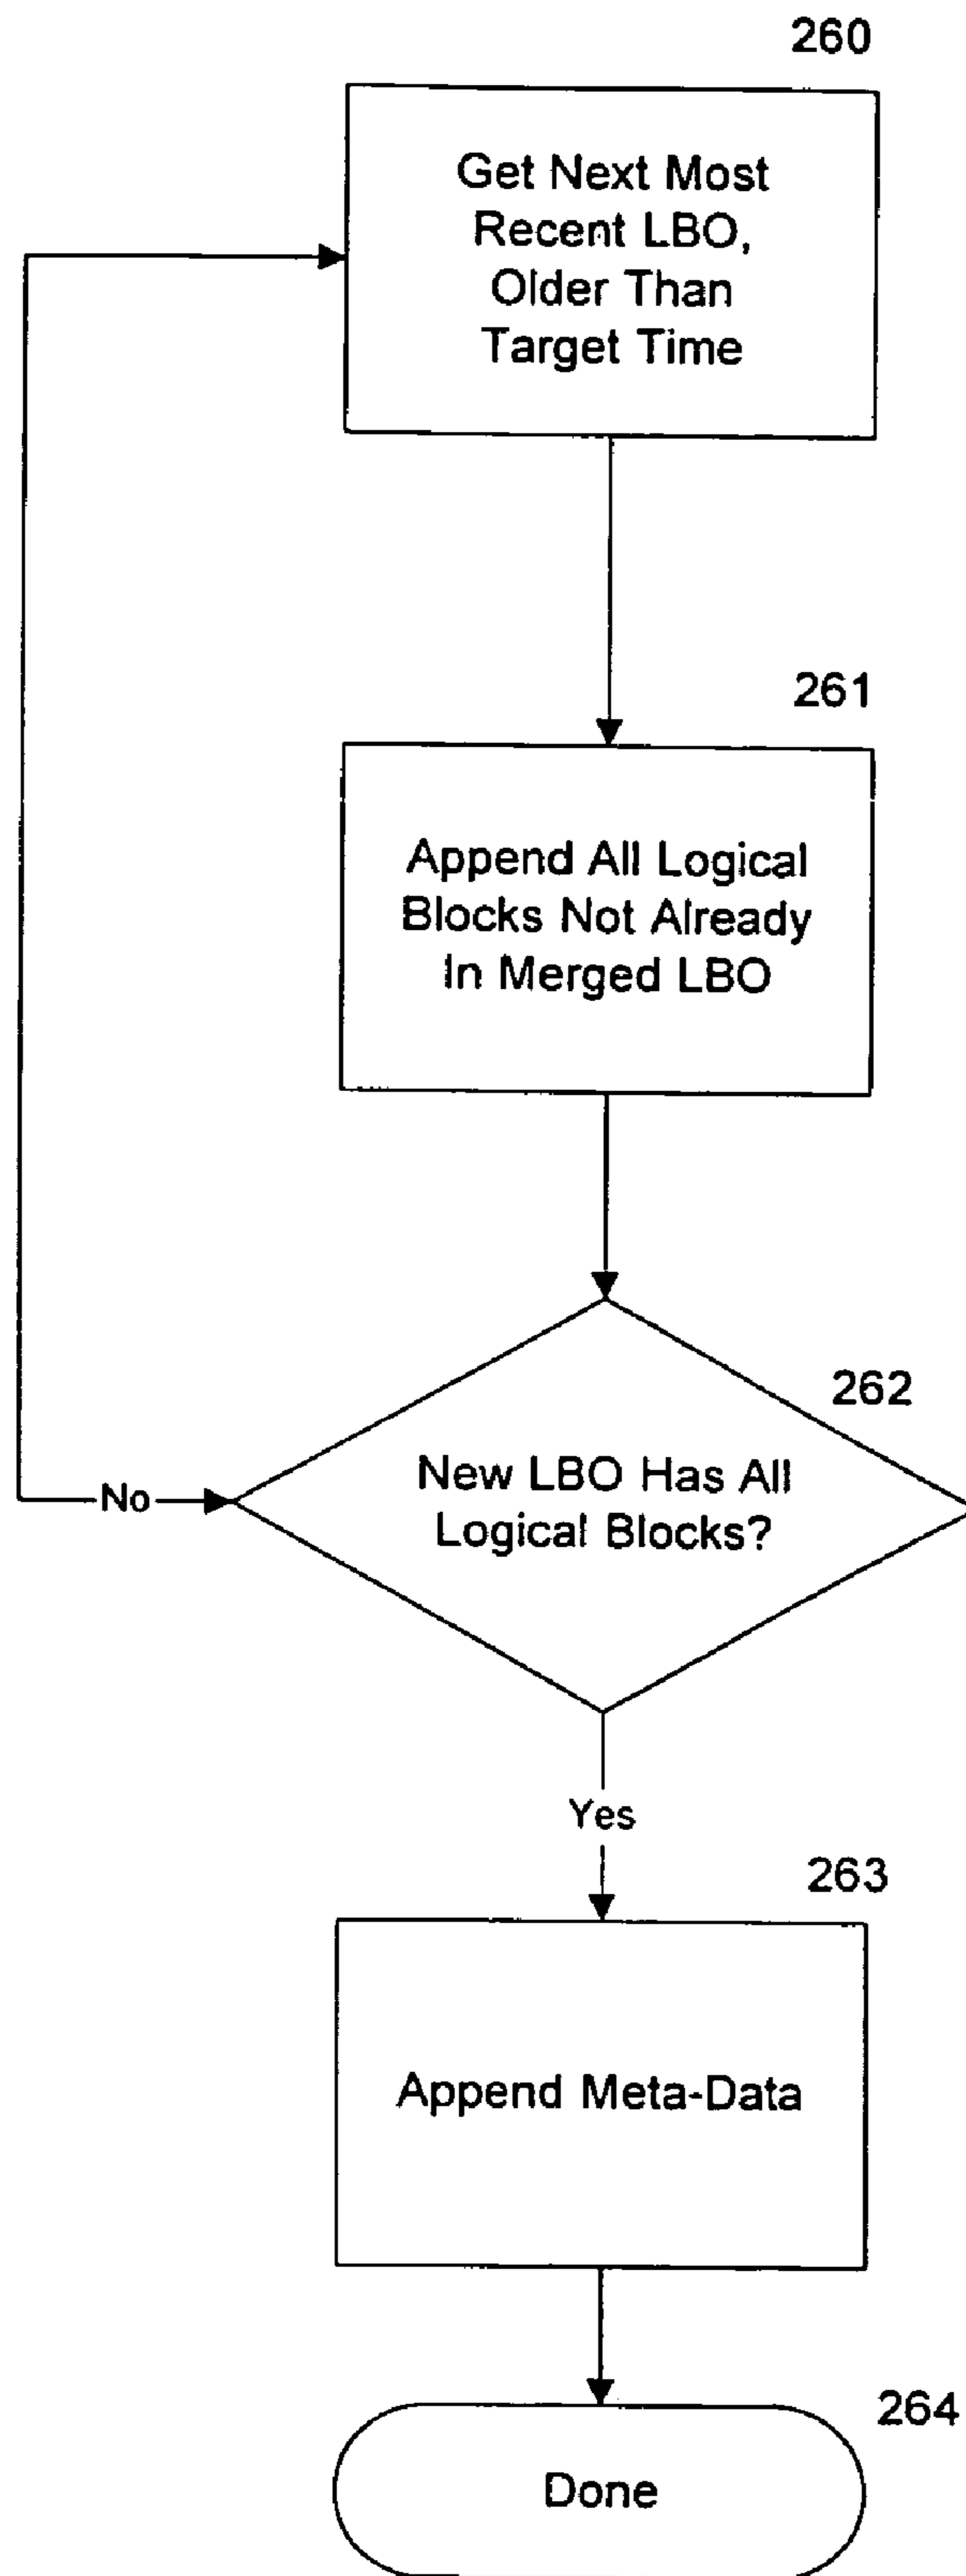 260
Get Next Most
Recent LBO,
Older Than
Target Time
261
Append All Logical
Blocks Not Already
In Merged LBO
262
New LBO Has All
Logical Blocks?
No
Yes
263
Append Meta-Data
264
Done